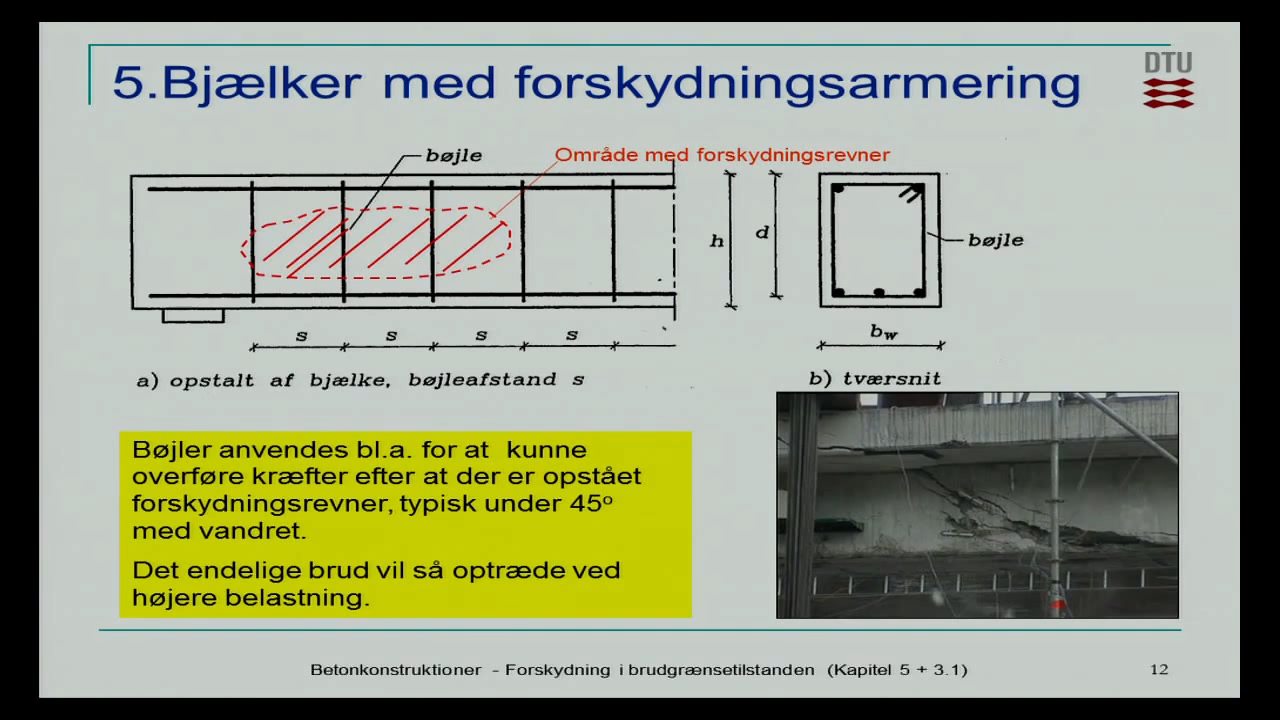 5.Bjælker med forskydningsarmering
DTU
bøjle
Område med forskydningsrevner
h
d
bøjle
s s s s
bw
a) opstalt af bjælke, bøjleafstand s
b) tværsnit
Bøjler anvendes bl.a. for at kunne
overføre kræfter efter at der er opstået
forskydningsrevner, typisk under 45º
med vandret.
Det endelige brud vil så optræde ved
højere belastning.
Betonkonstruktioner - Forskydning i brudgrænsetilstanden (Kapitel 5 + 3.1)
12